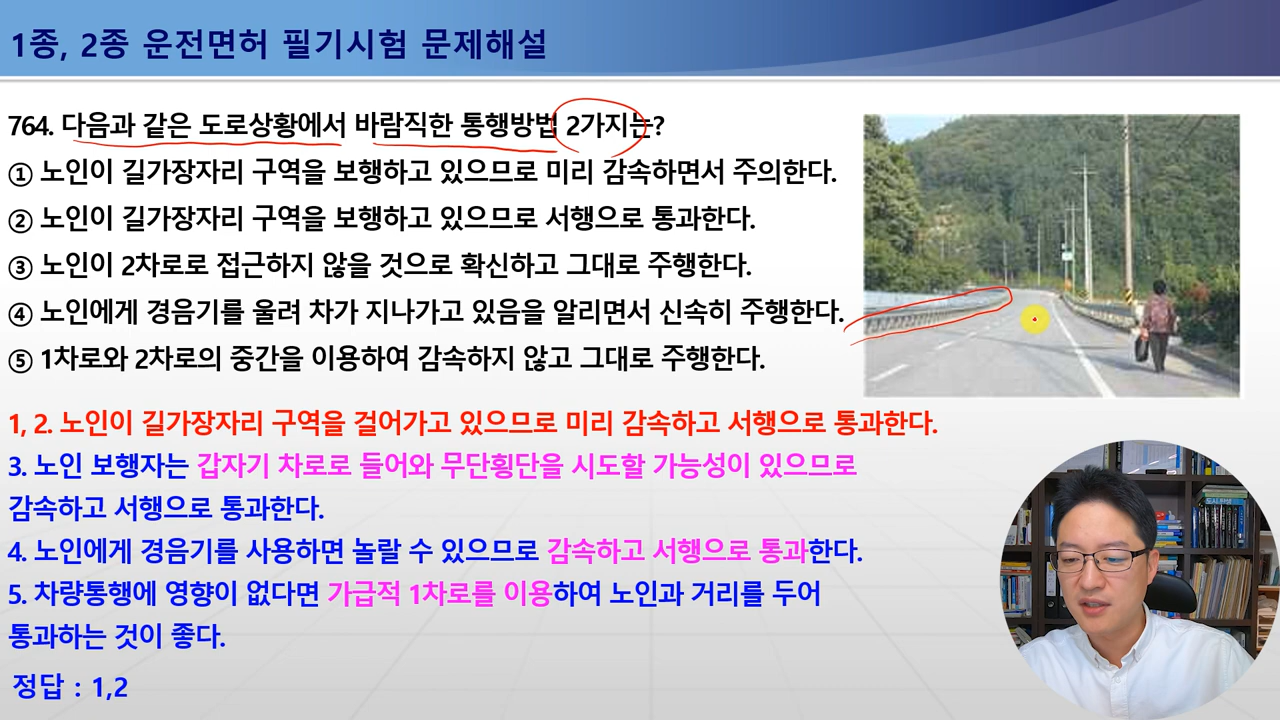 1종, 2종 운전면허 필기시험 문제해설
764. 다음과 같은 도로상황에서 바람직한 통행방법 2가지는?
① 노인이 길가장자리 구역을 보행하고 있으므로 미리 감속하면서 주의한다.
② 노인이 길가장자리 구역을 보행하고 있으므로 서행으로 통과한다.
③ 노인이 2차로로 접근하지 않을 것으로 확신하고 그대로 주행한다.
④ 노인에게 경음기를 울려 차가 지나가고 있음을 알리면서 신속히 주행한다.
⑤ 1차로와 2차로의 중간을 이용하여 감속하지 않고 그대로 주행한다.
1, 2. 노인이 길가장자리 구역을 걸어가고 있으므로 미리 감속하고 서행으로 통과한다.
3. 노인 보행자는 갑자기 차로로 들어와 무단횡단을 시도할 가능성이 있으므로
감속하고 서행으로 통과한다.
4. 노인에게 경음기를 사용하면 놀랄 수 있으므로 감속하고 서행으로 통과한다.
5. 차량통행에 영향이 없다면 가급적 1차로를 이용하여 노인과 거리를 두어
통과하는 것이 좋다.
정답 : 1,2